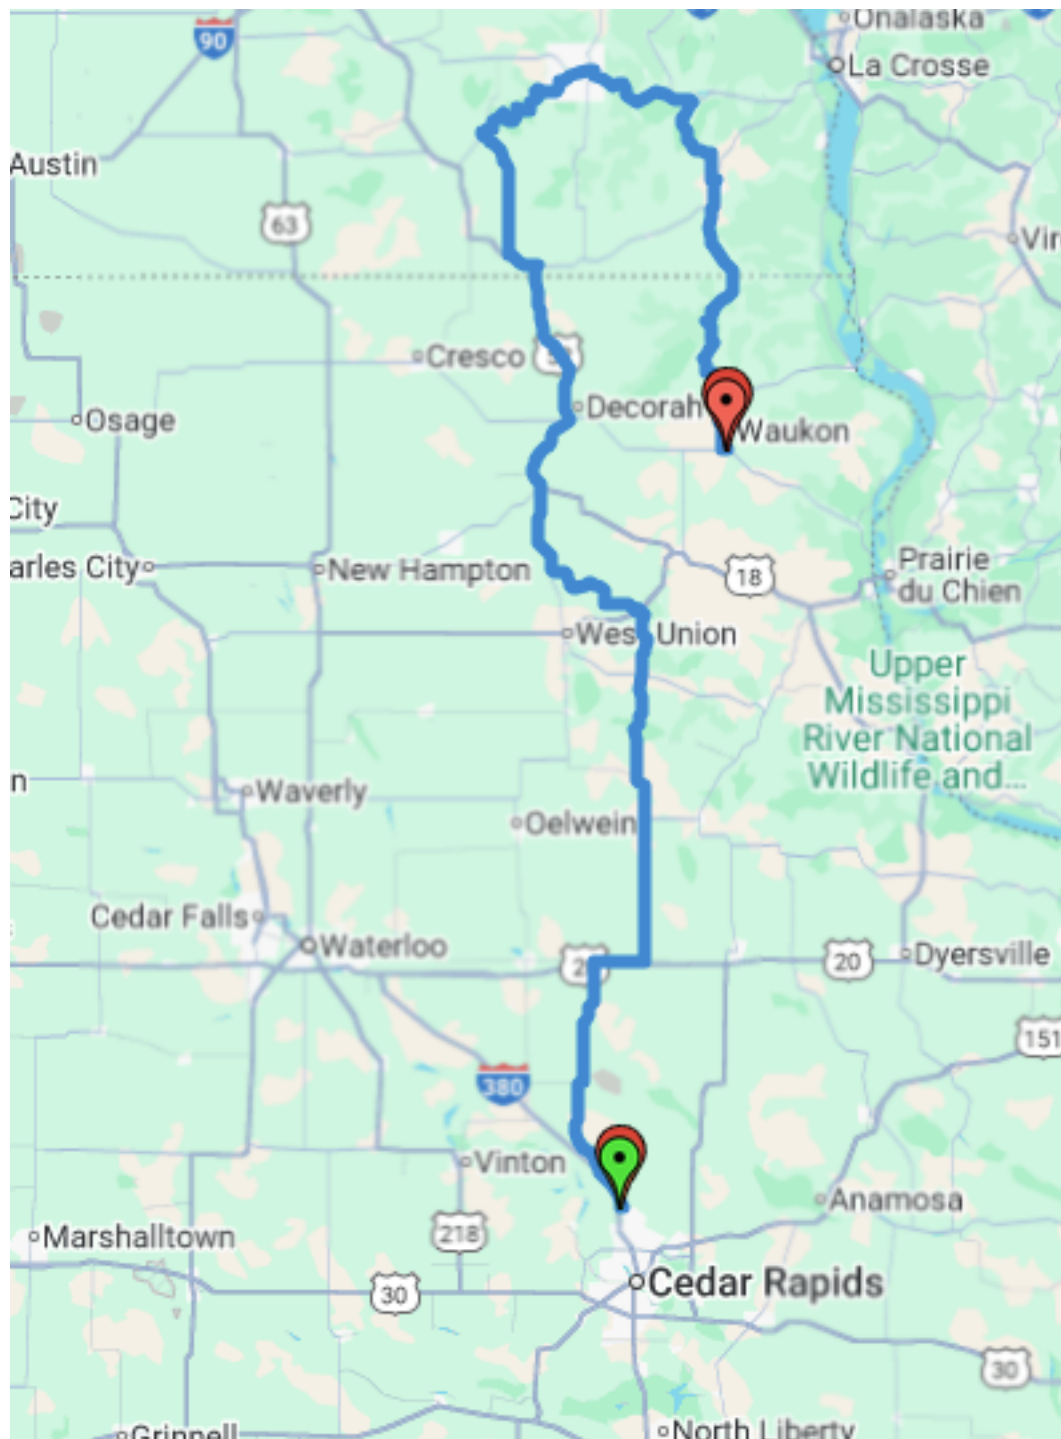 Onalaska
90
La Crosse
Austin
63
Vir
Cresco
Decorah
Osage
Waukon
City
arles City
New Hampton
18
Prairie
du Chien
West Union
Upper
Mississippi
River National
Wildlife and...
n
Waverly
Oelwein
Cedar Falls
Waterloo
20
Dyersville
151
380
Vinton
Anamosa
218
Marshalltown
30
Cedar Rapids
30
North Liberty
Grinnell